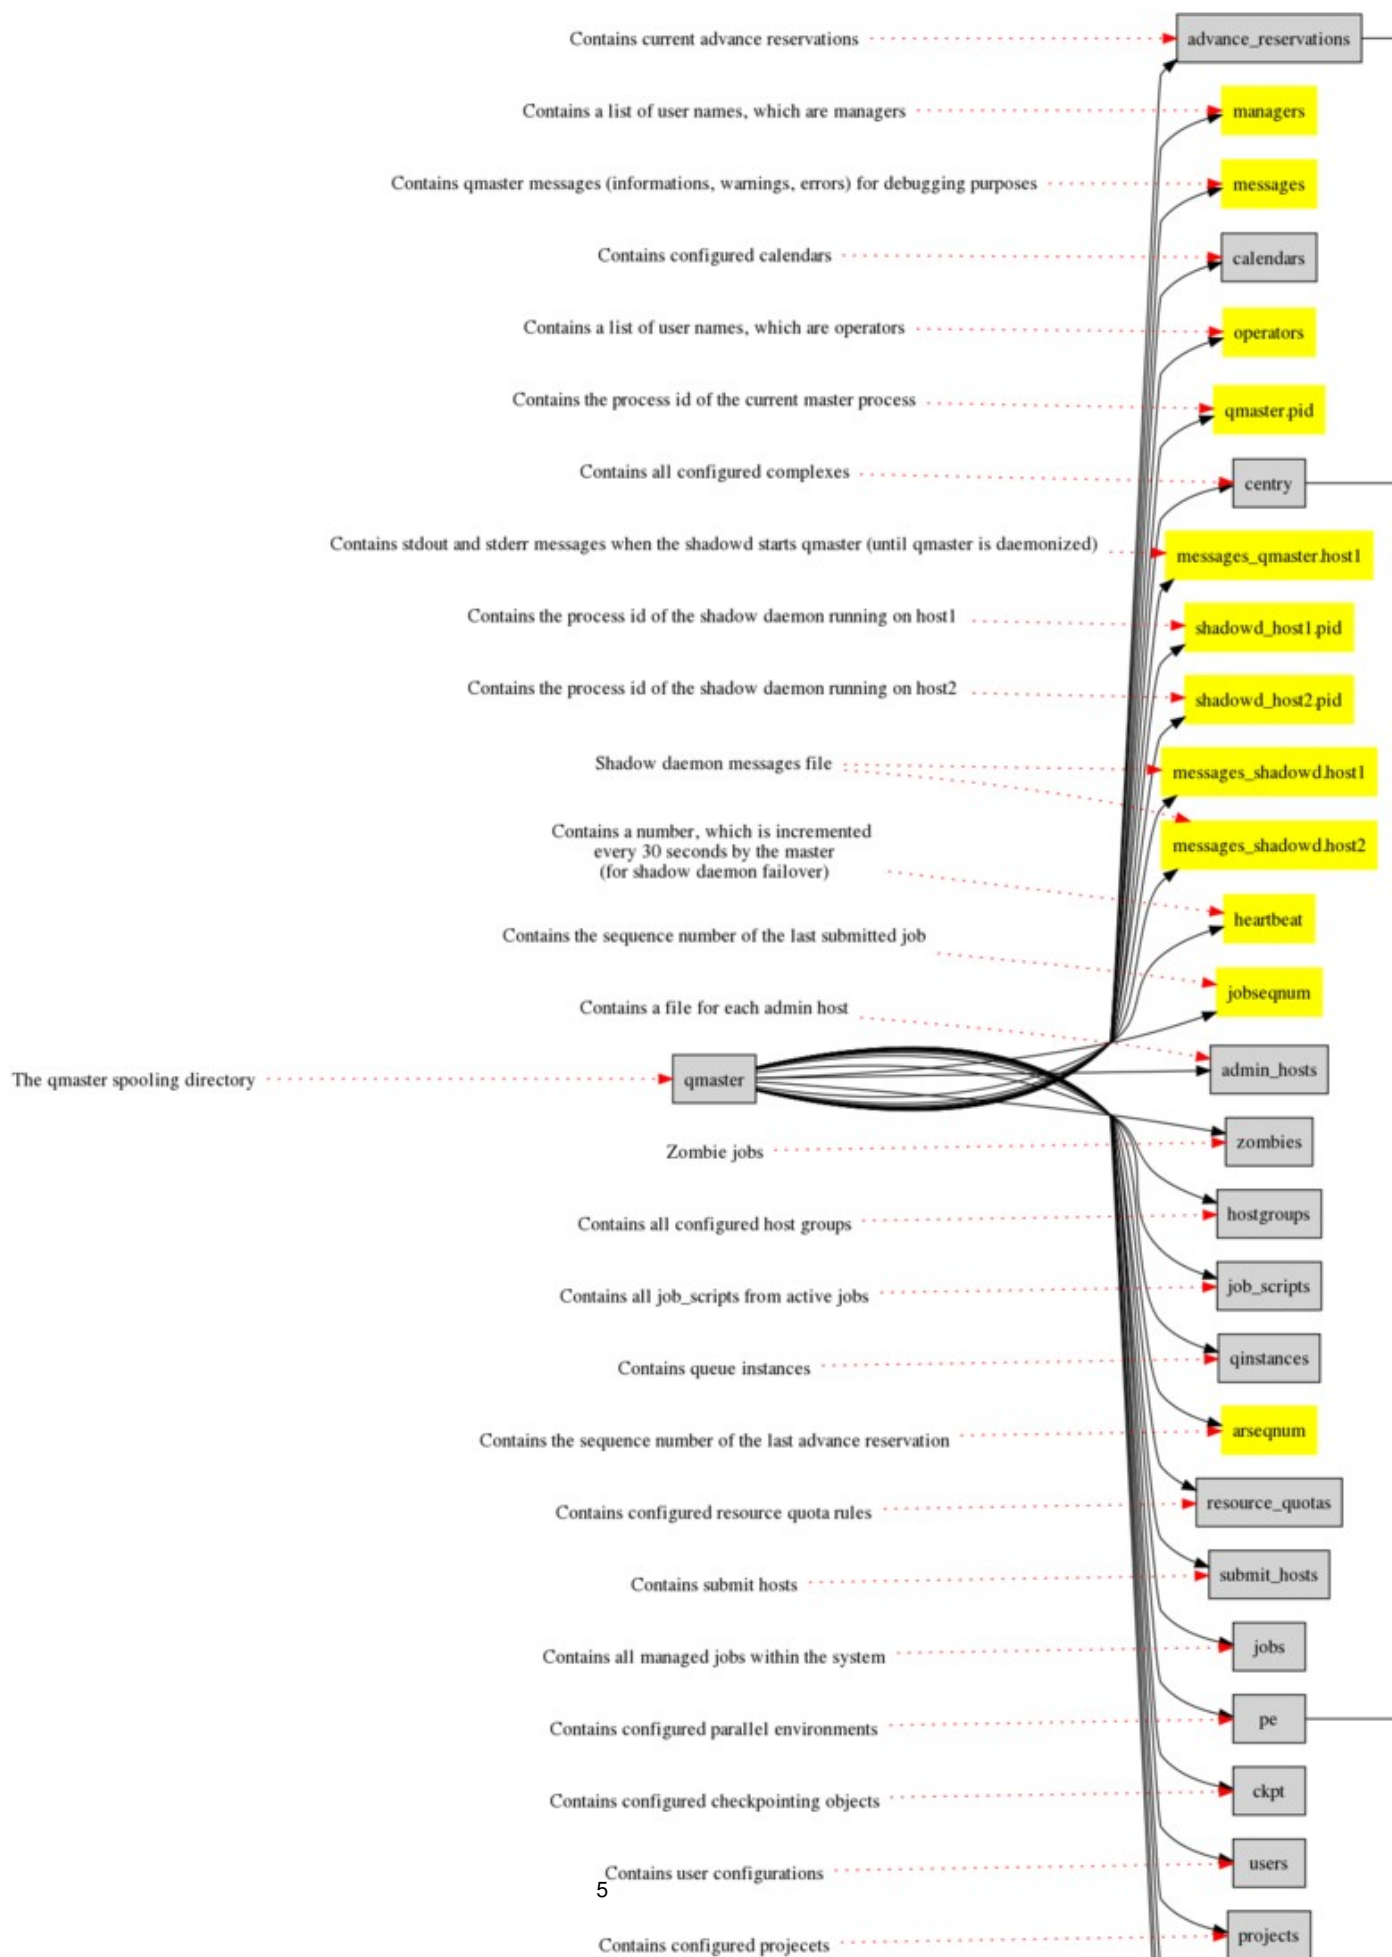 Contains current advance reservations advance_reservations
Contains a list of user names, which are managers managers
Contains qmaster messages (informations, warnings, errors) for debugging purposes messages
Contains configured calendars calendars
Contains a list of user names, which are operators operators
Contains the process id of the current master process qmaster.pid
Contains all configured complexes centry
Contains stdout and stderr messages when the shadowd starts qmaster (until qmaster is daemonized) messages_qmaster.host1
Contains the process id of the shadow daemon running on host1 shadowd_host1.pid
Contains the process id of the shadow daemon running on host2 shadowd_host2.pid
Shadow daemon messages file messages_shadowd.host1
messages_shadowd.host2
Contains a number, which is incremented
every 30 seconds by the master
(for shadow daemon failover)
heartbeat
Contains the sequence number of the last submitted job jobseqnum
Contains a file for each admin host admin_hosts
The qmaster spooling directory qmaster
Zombie jobs zombies
Contains all configured host groups hostgroups
Contains all job_scripts from active jobs job_scripts
Contains queue instances qinstances
Contains the sequence number of the last advance reservation arseqnum
Contains configured resource quota rules resource_quotas
Contains submit hosts submit_hosts
Contains all managed jobs within the system jobs
Contains configured parallel environments pe
Contains configured checkpointing objects ckpt
Contains user configurations users
5
Contains configured projecets projects